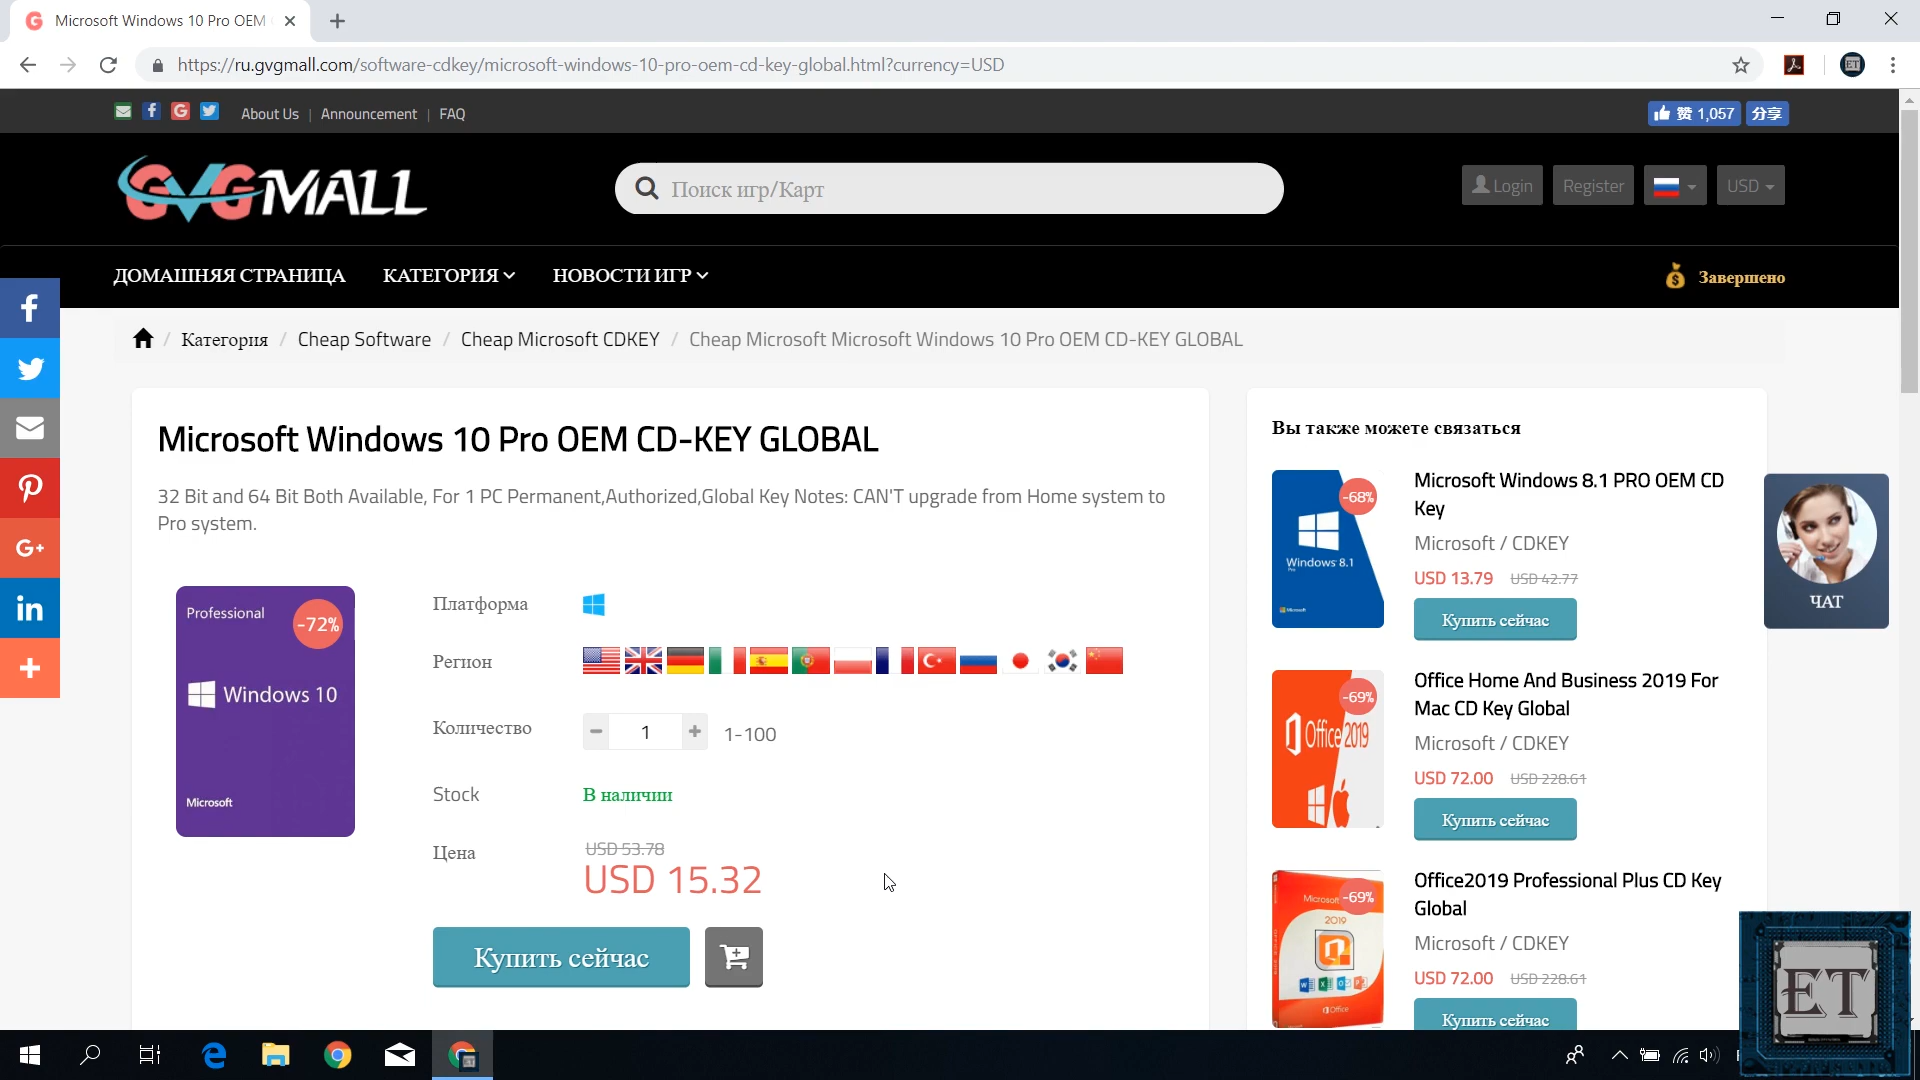 Microsoft Windows 10 Pro OEM
https://ru.gvgmall.com/software-cdkey/microsoft-windows-10-pro-oem-cd-key-global.html?currency=USD
About Us | Announcement | FAQ
赞 1,057 分享
GVGMALL
Поиск игр/Карт
Login
Register
USD
ДОМАШНЯЯ СТРАНИЦА
КАТЕГОРИЯ
НОВОСТИ ИГР
Завершено
/ Категория / Cheap Software / Cheap Microsoft CDKEY / Cheap Microsoft Microsoft Windows 10 Pro OEM CD-KEY GLOBAL
Microsoft Windows 10 Pro OEM CD-KEY GLOBAL
32 Bit and 64 Bit Both Available, For 1 PC Permanent,Authorized,Global Key Notes: CAN'T upgrade from Home system to
Pro system.
Professional
-72%
Windows 10
Microsoft
Платформа
Регион
Количество
1
1-100
Stock
В наличии
Цена
USD 53.78
USD 15.32
Купить сейчас
Вы также можете связаться
-68%
Windows 8.1
Pro
Microsoft
Microsoft Windows 8.1 PRO OEM CD
Key
Microsoft / CDKEY
USD 13.79 USD 42.77
Купить сейчас
-69%
Office 2019
Office Home And Business 2019 For
Mac CD Key Global
Microsoft / CDKEY
USD 72.00 USD 228.61
Купить сейчас
Microsoft
-69%
2019
Office
Office2019 Professional Plus CD Key
Global
Microsoft / CDKEY
USD 72.00 USD 228.61
Купить сейчас
ЧАТ
ET